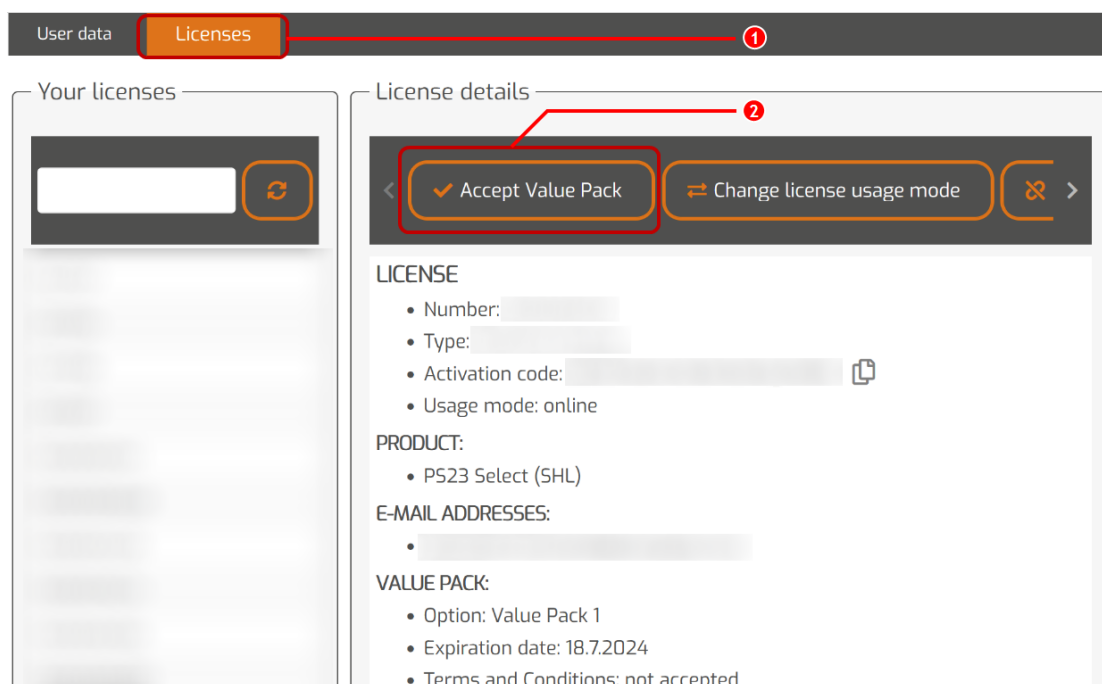 User data
Licenses
1
Your licenses
License details
2
Accept Value Pack
Change license usage mode
LICENSE
• Number:
• Type:
• Activation code:
• Usage mode: online
PRODUCT:
• PS23 Select (SHL)
E-MAIL ADDRESSES:
•
VALUE PACK:
• Option: Value Pack 1
• Expiration date: 18.7.2024
• Terms and Conditions: not accepted